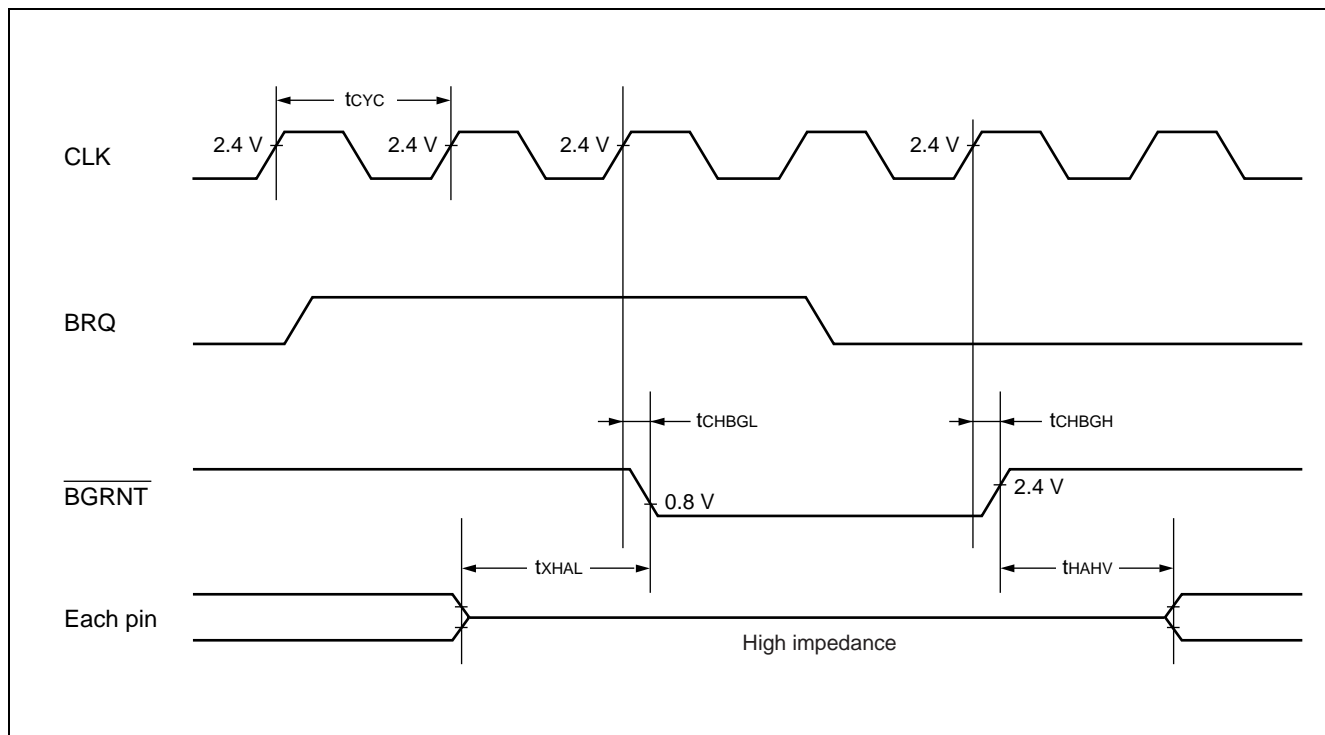 tCYC
2.4 V 2.4 V 2.4 V 2.4 V
CLK
BRQ
tCHBGL tCHBGH
BGRNT
0.8 V 2.4 V
tXHAL tHAHV
Each pin
High impedance